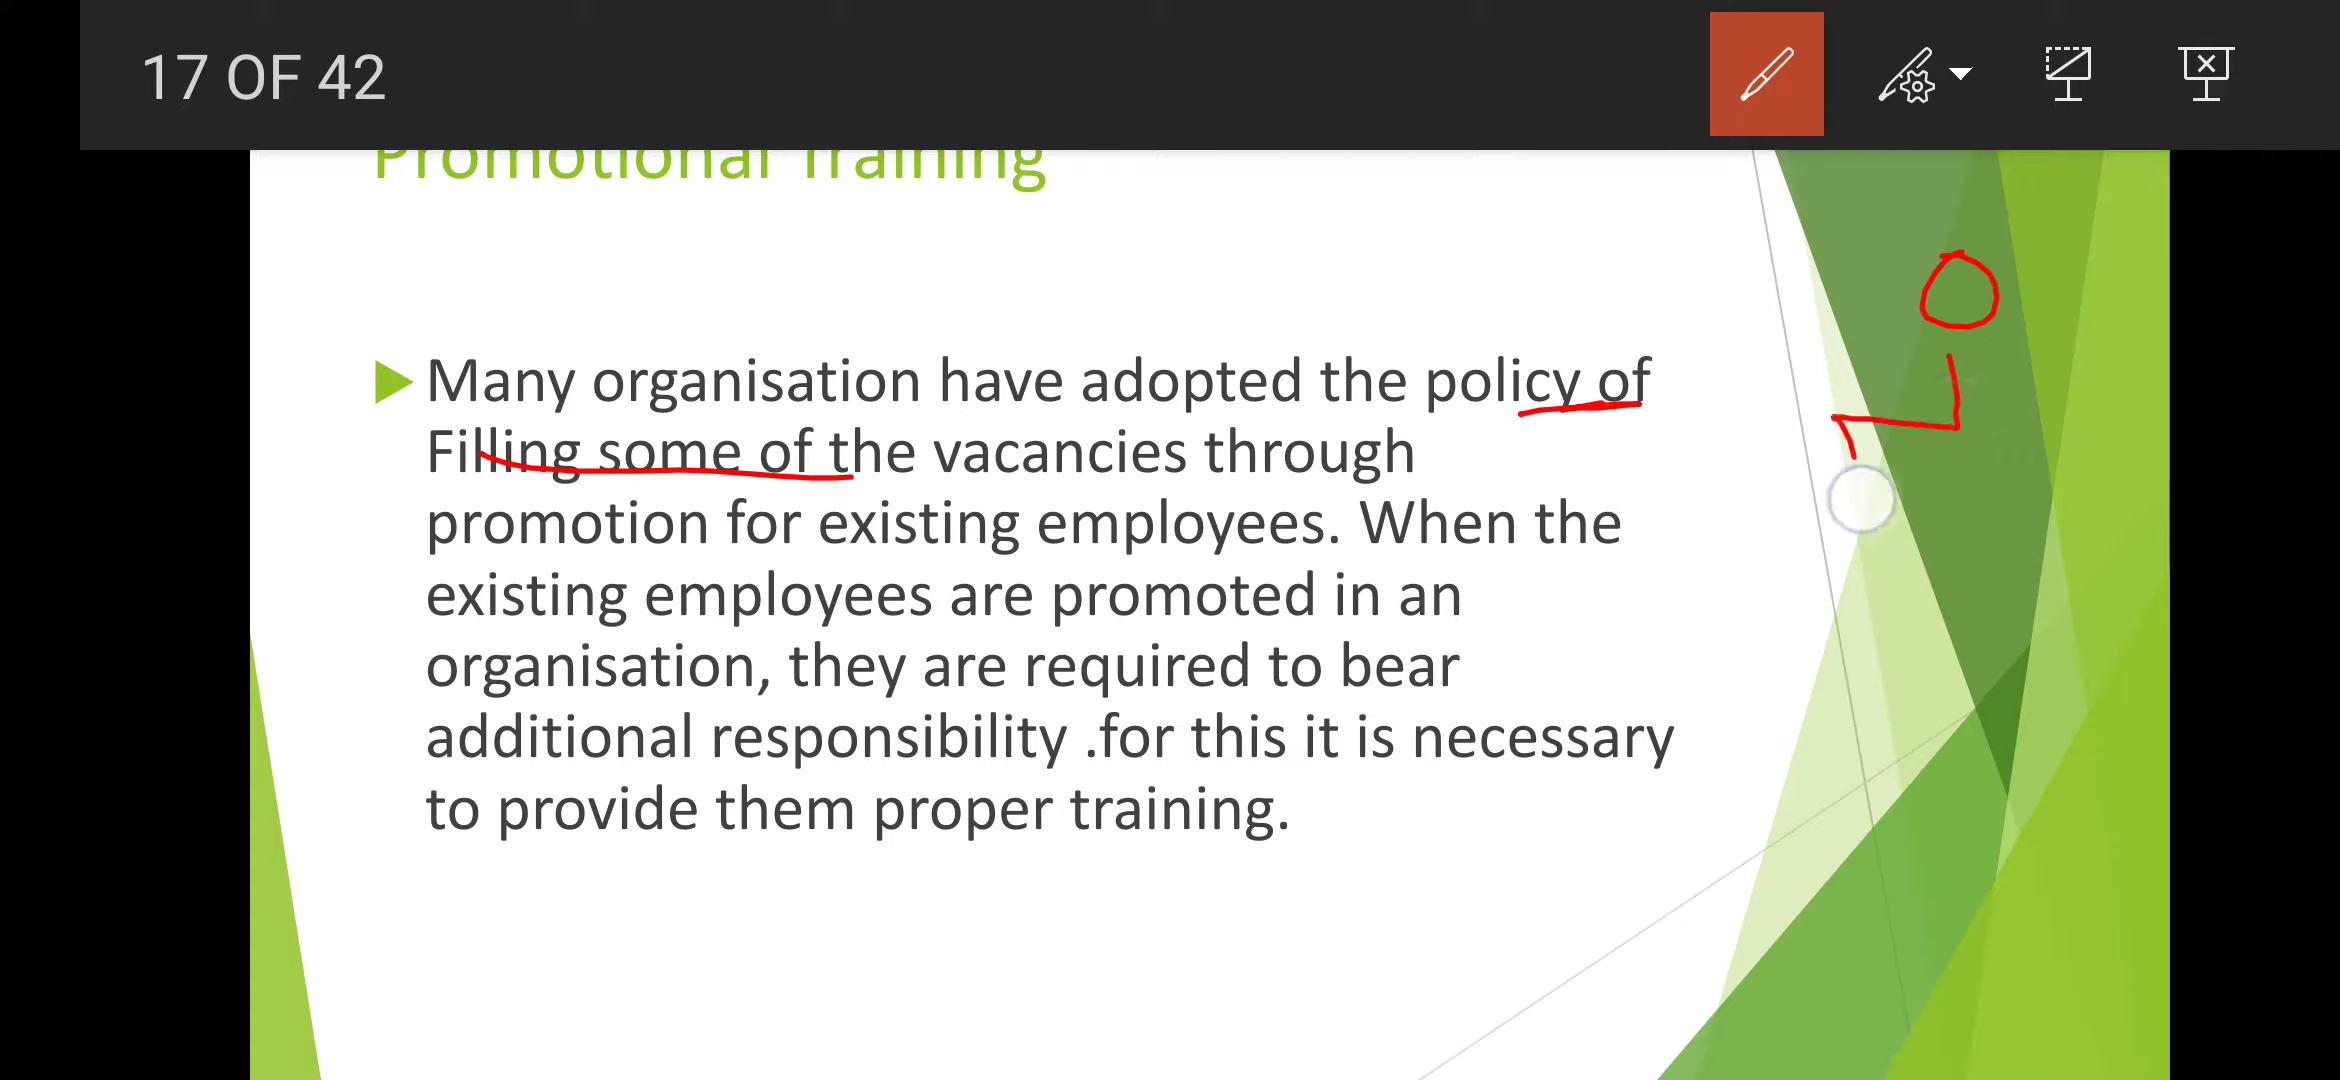 17 OF 42
Promotional Training
Many organisation have adopted the policy of
Filling some of the vacancies through
promotion for existing employees. When the
existing employees are promoted in an
organisation, they are required to bear
additional responsibility .for this it is necessary
to provide them proper training.